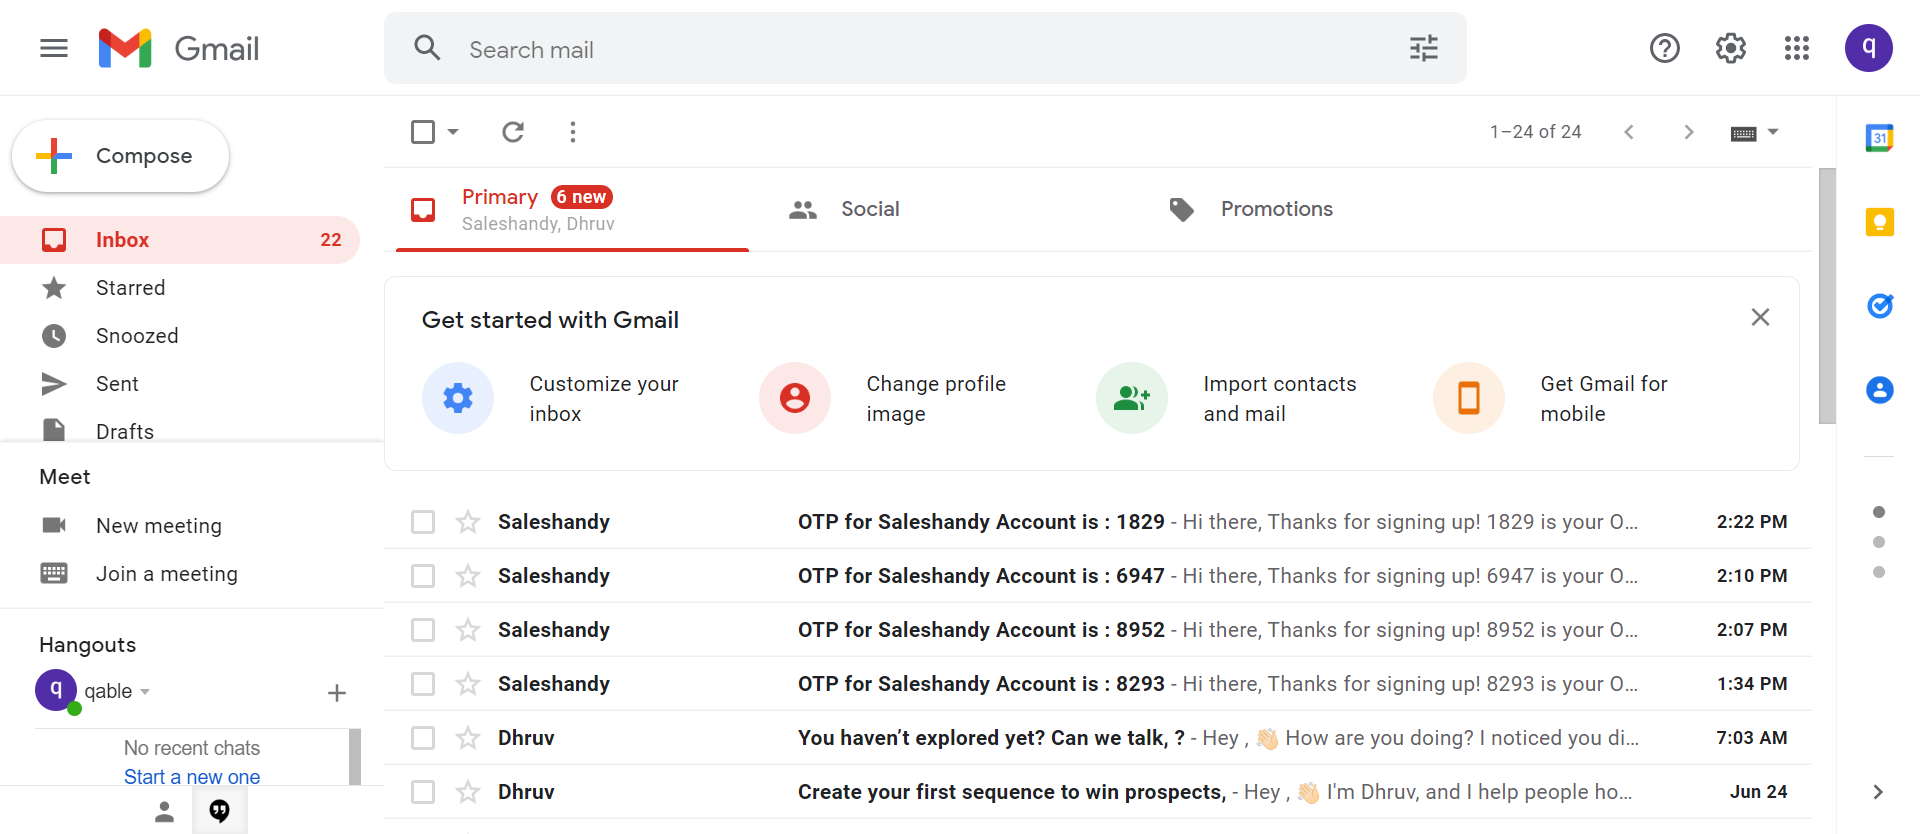 Gmail
Search mail
q
Compose
1–24 of 24
31
Primary 6 new
Saleshandy, Dhruv
Social
Promotions
Inbox 22
Starred
Snoozed
Sent
Drafts
Get started with Gmail
Customize your
inbox
Change profile
image
Import contacts
and mail
Get Gmail for
mobile
Meet
New meeting
Join a meeting
Hangouts
q qable
No recent chats
Start a new one
Saleshandy OTP for Saleshandy Account is : 1829 - Hi there, Thanks for signing up! 1829 is your O... 2:22 PM
Saleshandy OTP for Saleshandy Account is : 6947 - Hi there, Thanks for signing up! 6947 is your O... 2:10 PM
Saleshandy OTP for Saleshandy Account is : 8952 - Hi there, Thanks for signing up! 8952 is your O... 2:07 PM
Saleshandy OTP for Saleshandy Account is : 8293 - Hi there, Thanks for signing up! 8293 is your O... 1:34 PM
Dhruv You haven’t explored yet? Can we talk, ? - Hey , 👋🏻 How are you doing? I noticed you di... 7:03 AM
Dhruv Create your first sequence to win prospects, - Hey , 👋🏻 I'm Dhruv, and I help people ho... Jun 24